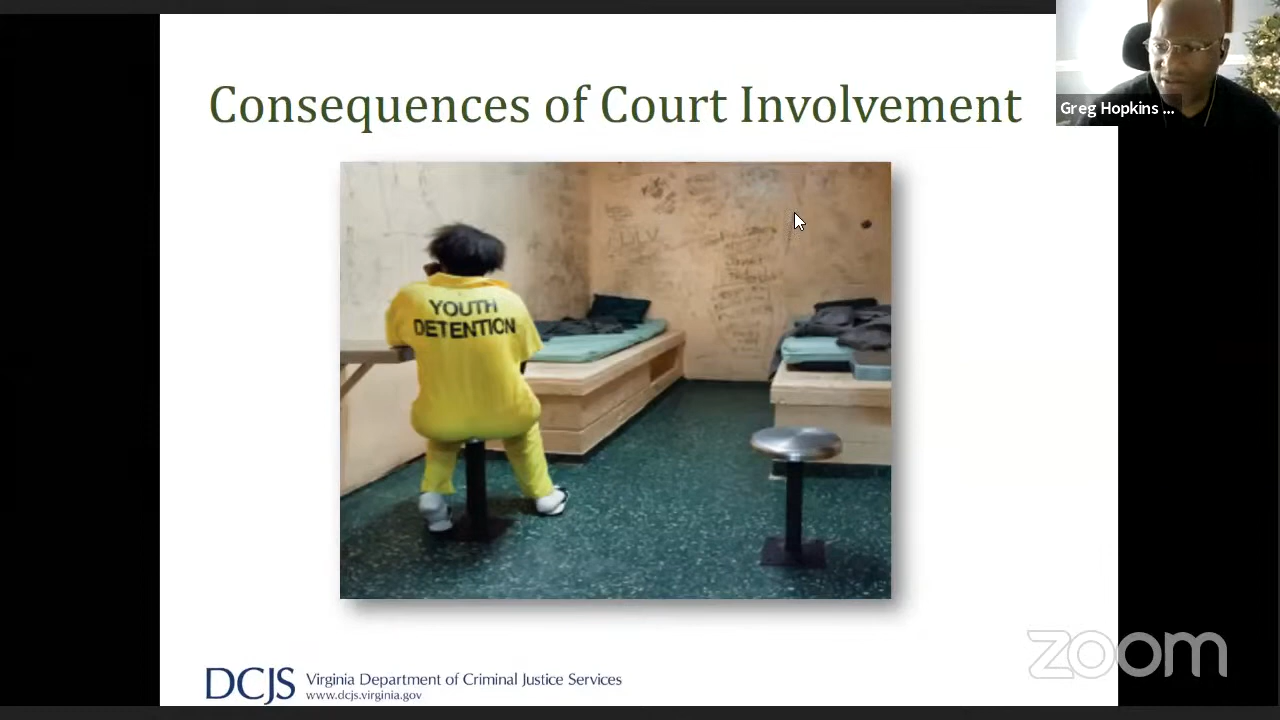 Consequences of Court Involvement
Greg Hopkins ...
YOUTH
DETENTION
DCJS Virginia Department of Criminal Justice Services
www.dcjs.virginia.gov
zoom